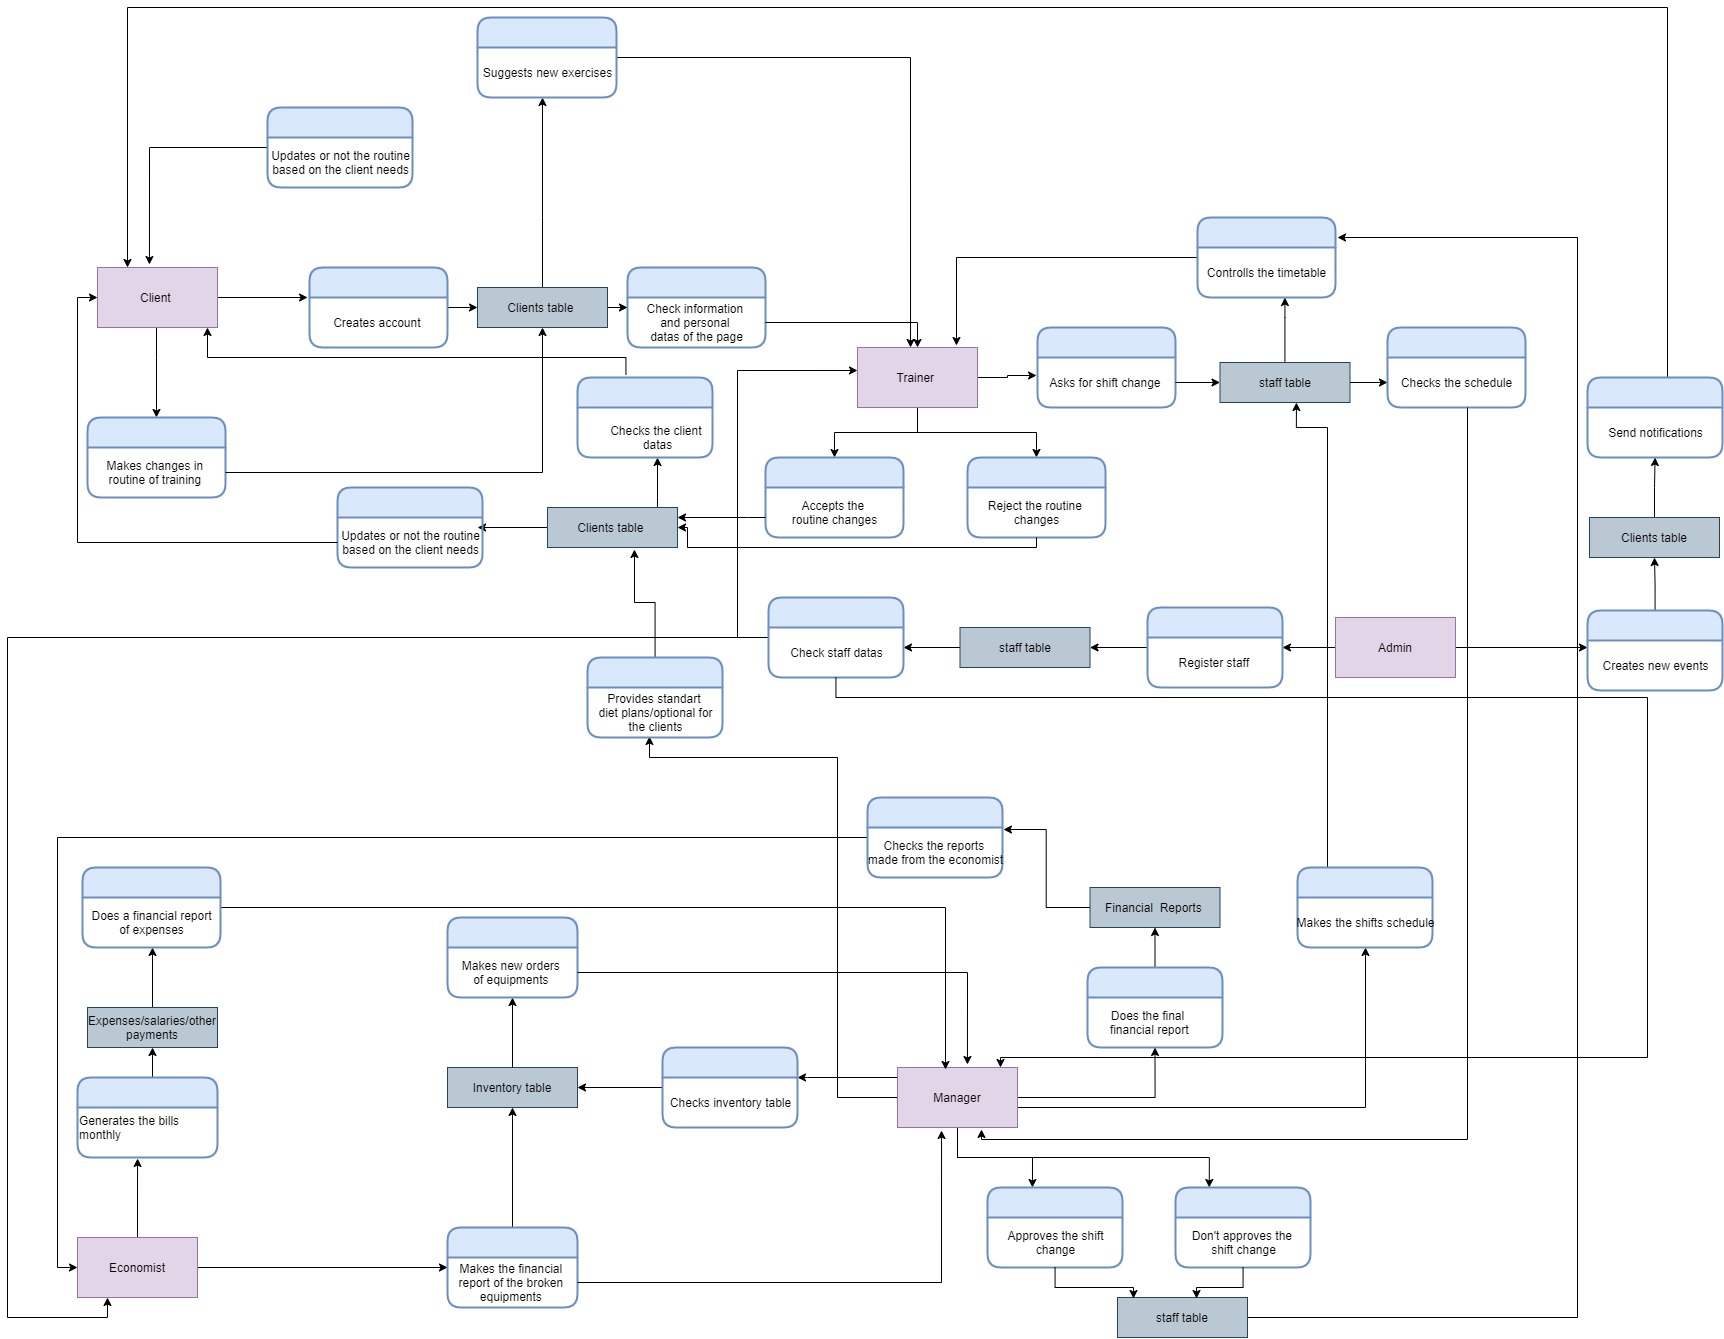 Suggests new exercises
Updates or not the routine
based on the client needs
Controlls the timetable
Client
Creates account
Clients table
Check information
and personal
datas of the page
Trainer
Asks for shift change
staff table
Checks the schedule
Send notifications
Makes changes in
routine of training
Checks the client
datas
Updates or not the routine
based on the client needs
Clients table
Accepts the
routine changes
Reject the routine
changes
Clients table
Check staff datas
staff table
Register staff
Admin
Creates new events
Provides standart
diet plans/optional for
the clients
Checks the reports
made from the economist
Does a financial report
of expenses
Financial  Reports
Makes the shifts schedule
Makes new orders
of equipments
Expenses/salaries/other
payments
Does the final
financial report
Generates the bills
monthly
Inventory table
Checks inventory table
Manager
Approves the shift
change
Don't approves the
shift change
Economist
Makes the financial
report of the broken
equipments
staff table